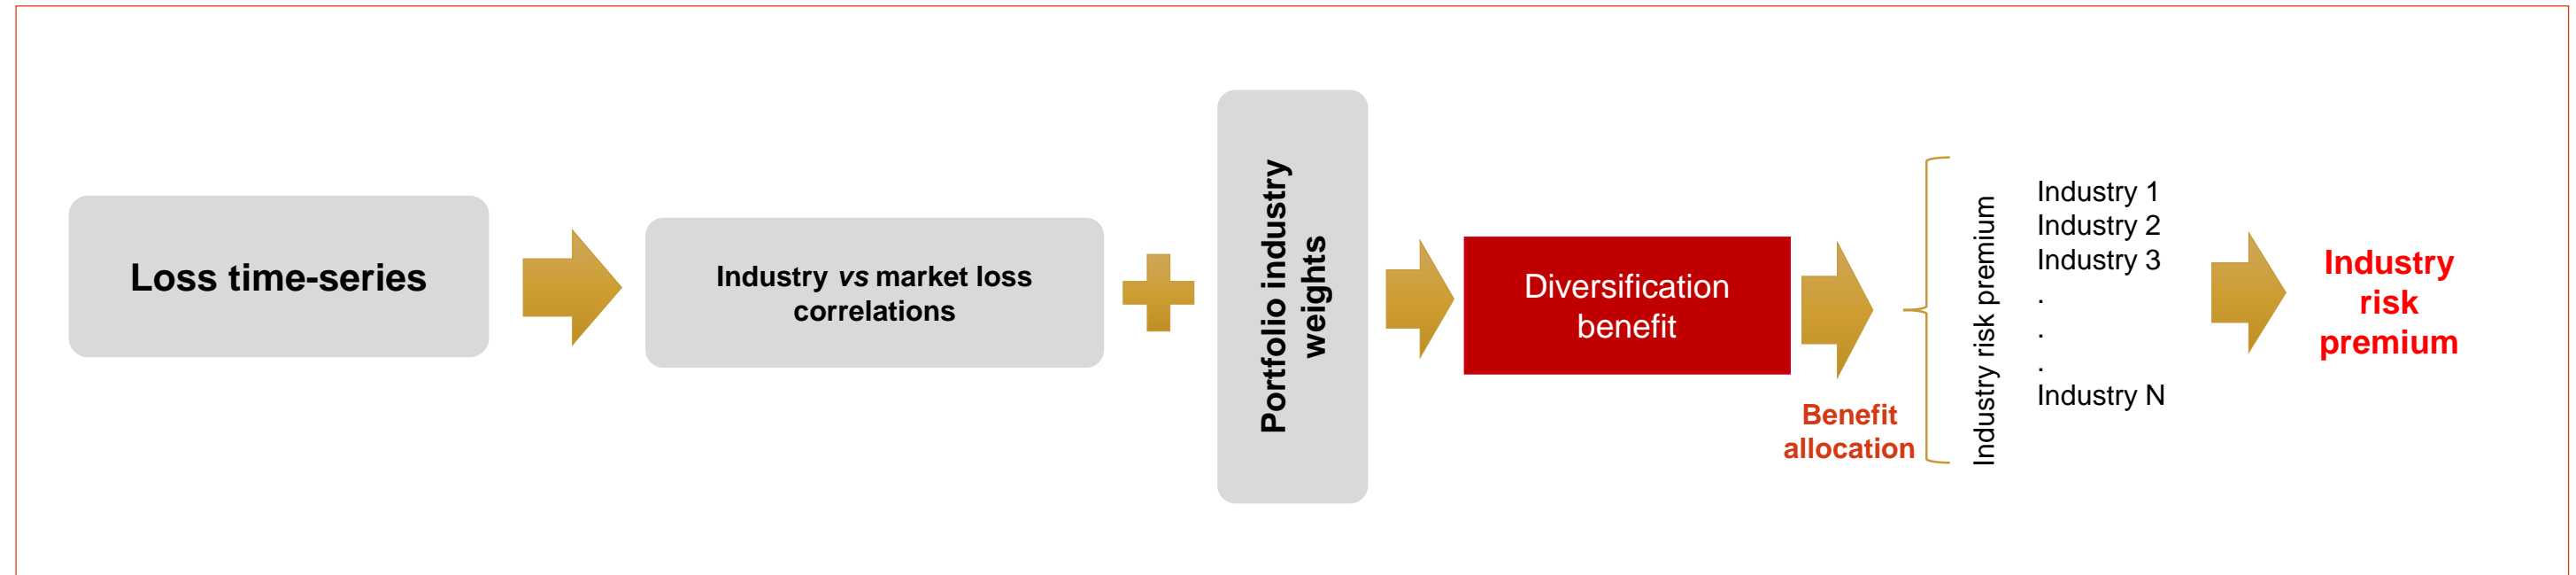 Loss time-series
Industry vs market loss
correlations
Portfolio industry
weights
Diversification
benefit
Benefit
allocation
Industry risk premium
Industry 1
Industry 2
Industry 3
.
.
.
Industry N
Industry
risk
premium